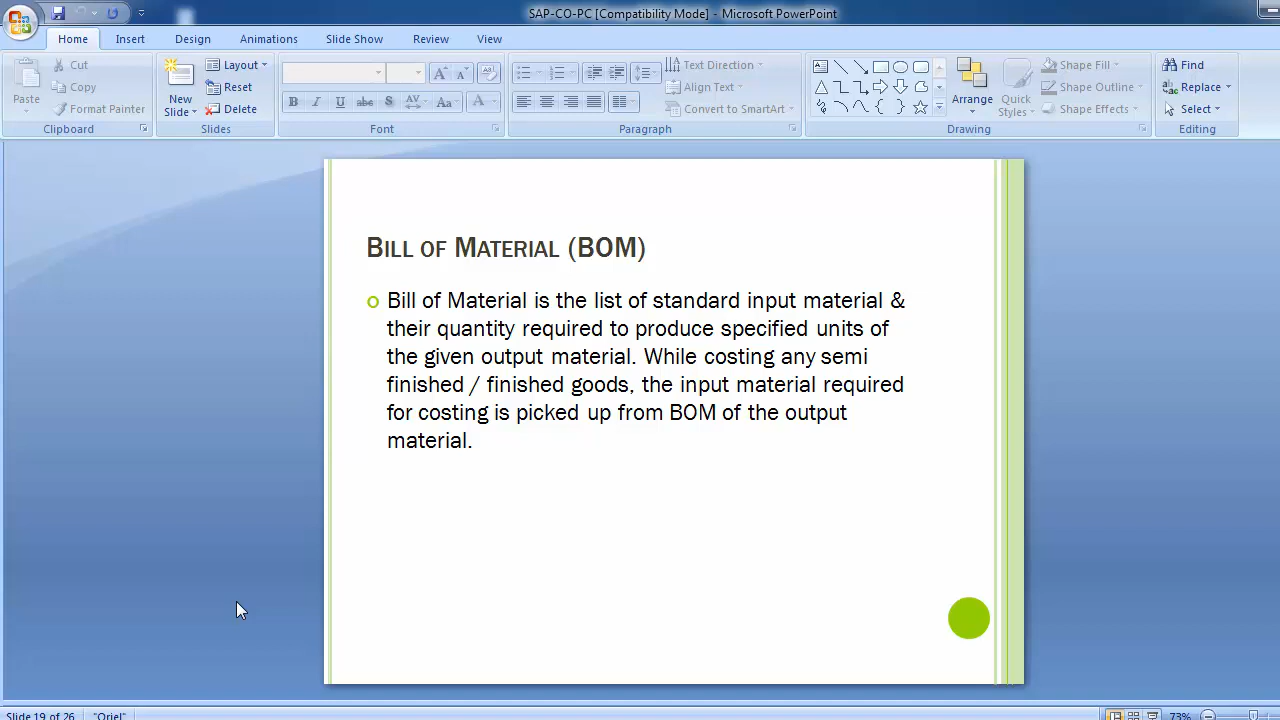 SAP-CO-PC [Compatibility Mode] - Microsoft PowerPoint
Home Insert Design Animations Slide Show Review View
Paste Cut Copy Format Painter
Clipboard
New Slide Layout Reset Delete
Slides
B I U abc S AV Aa A A A
Font
Text Direction Align Text Convert to SmartArt
Paragraph
Arrange Quick Styles Shape Fill Shape Outline Shape Effects
Drawing
Find Replace Select
Editing
BILL OF MATERIAL (BOM)
Bill of Material is the list of standard input material &
their quantity required to produce specified units of
the given output material. While costing any semi
finished / finished goods, the input material required
for costing is picked up from BOM of the output
material.
Slide 19 of 26 "Oriel" 73%